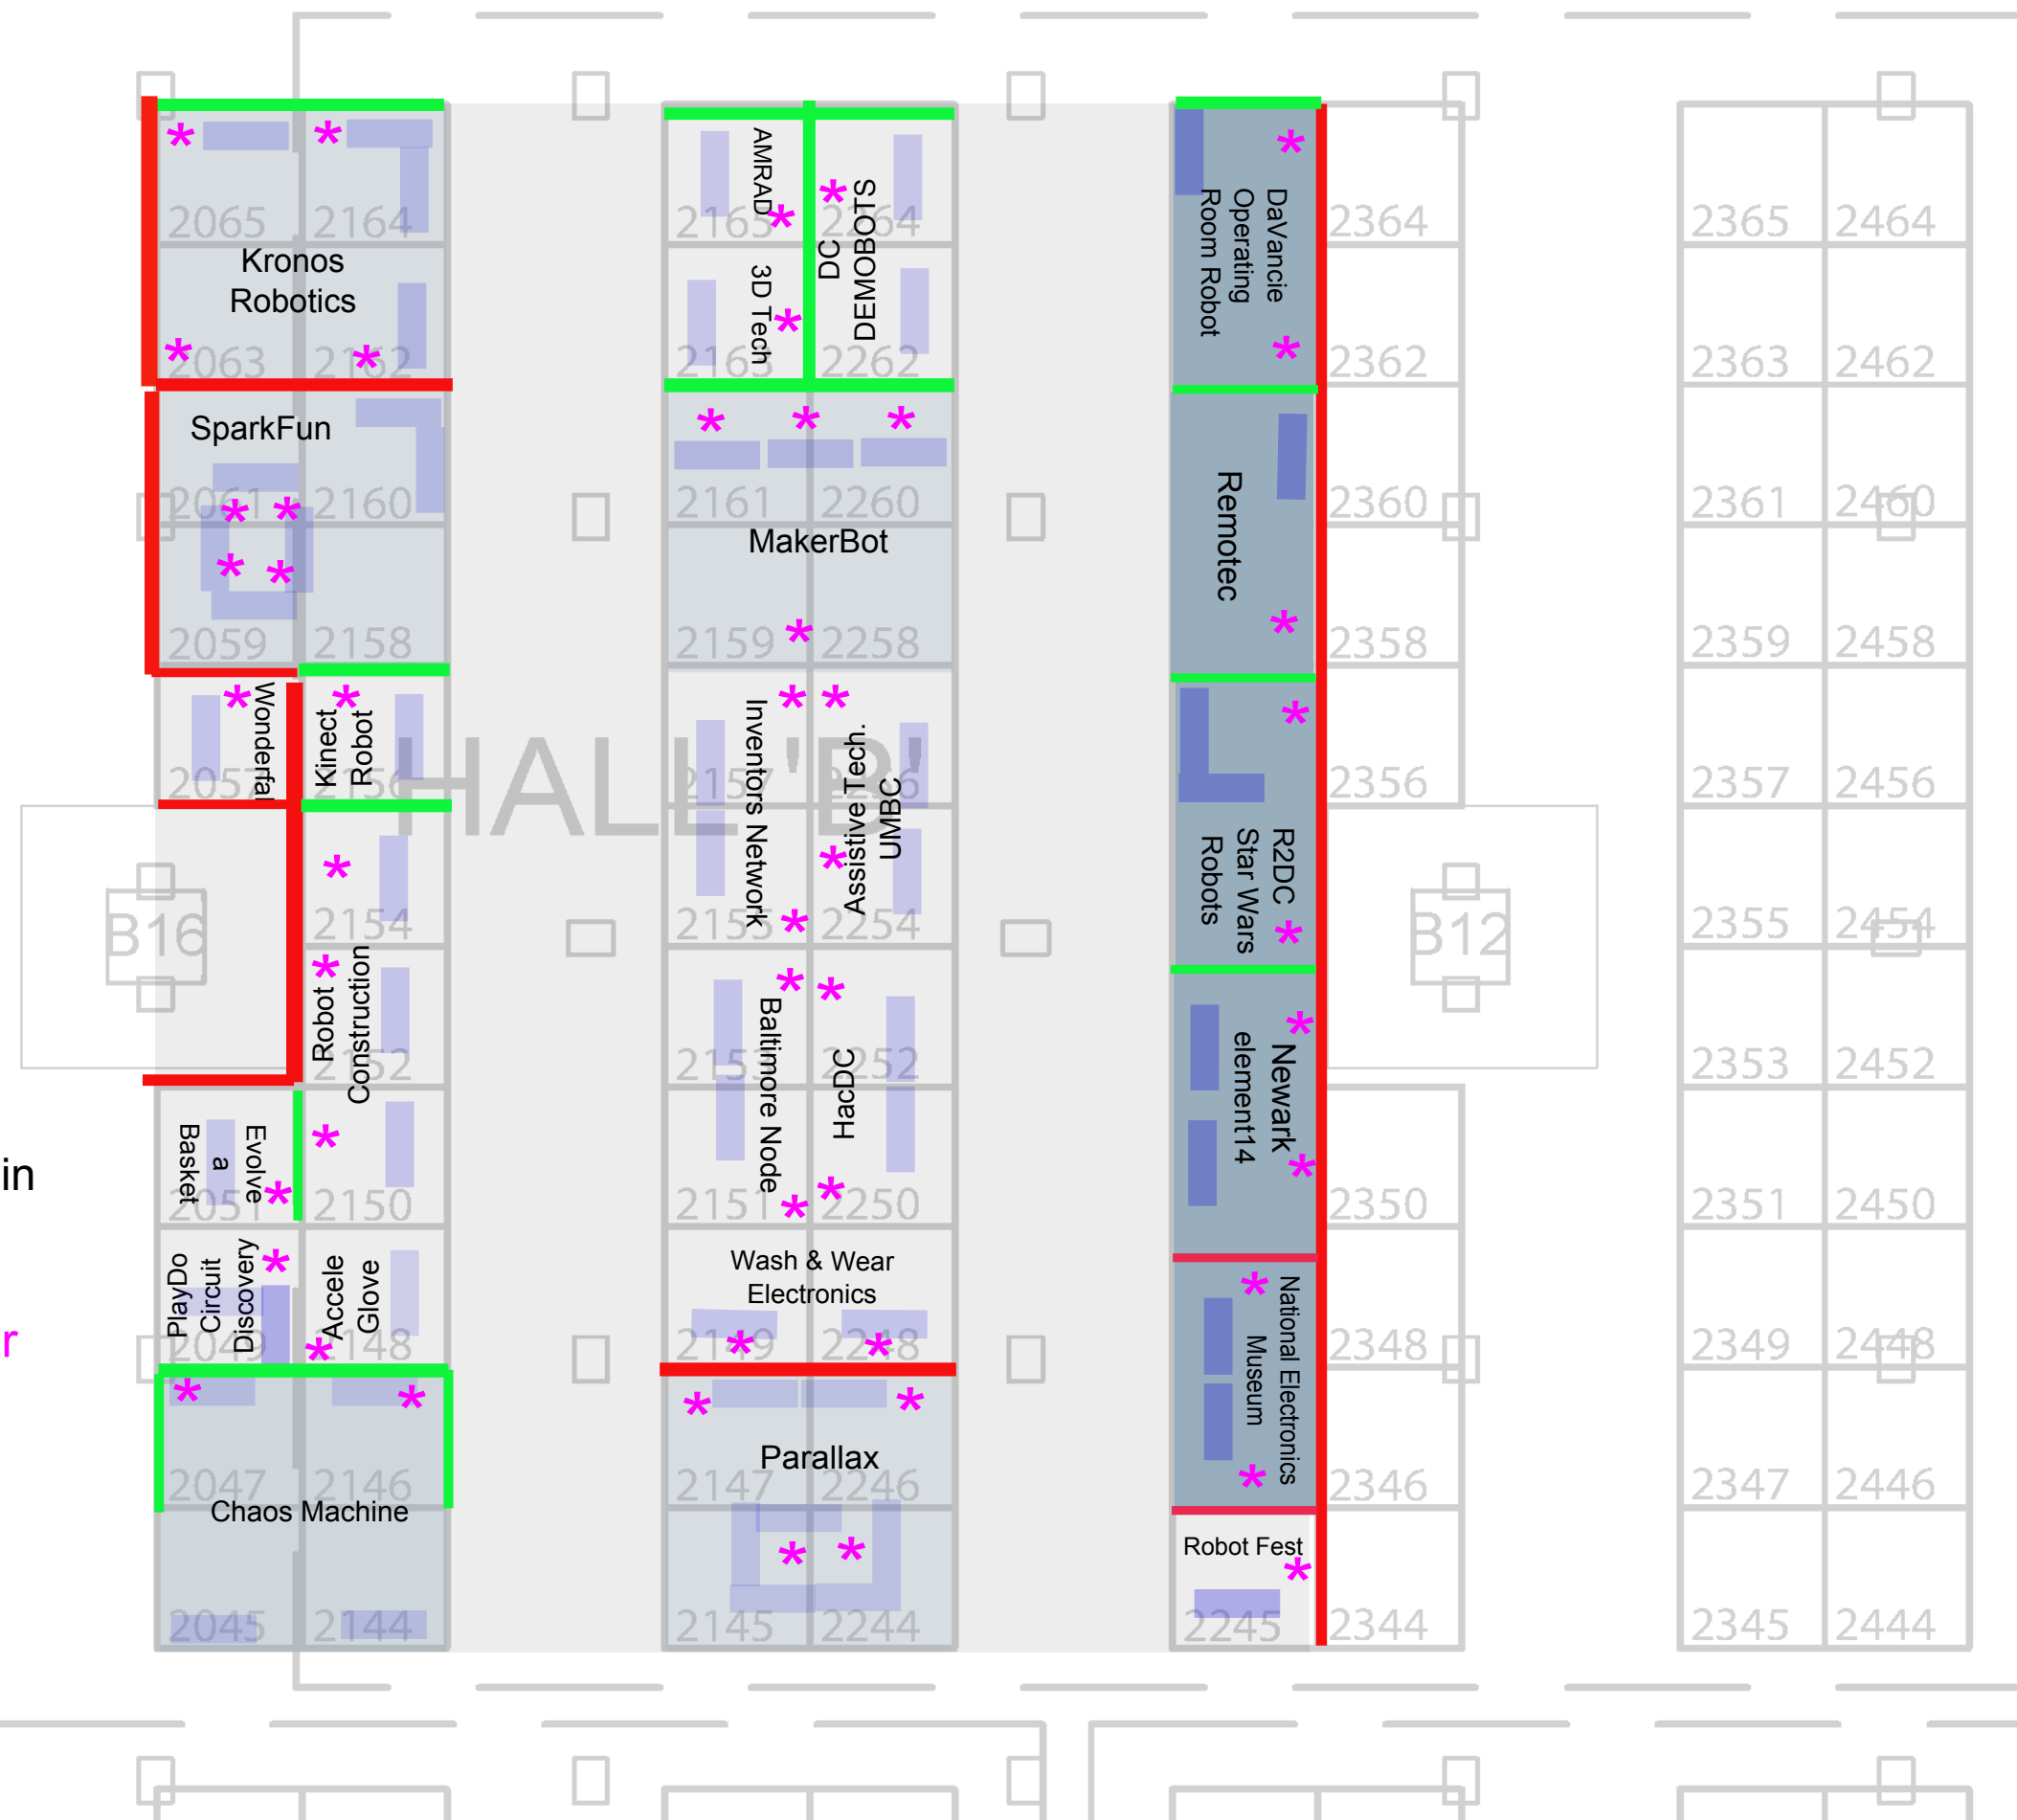 2065
2164
Kronos
Robotics
2063
2162
SparkFun
2061
2160
2059
2158
Wonderfal
2057
Kinect
Robot
2156
HALL 'B'
B16
2154
Robot
Construction
2152
Evolve
a
Basket
2051
2150
PlayDo
Circuit
Discovery
2049
Accele
Glove
2148
2047
2146
Chaos Machine
2045
2144
in
r
AMRAD
2165
DC
DEMOBOTS
2264
3D Tech
2163
2262
2161
2260
MakerBot
2159
2258
Inventors Network
2157
Assistive Tech.
UMBC
2256
2155
2254
Baltimore Node
2153
HacDC
2252
2151
2250
Wash & Wear
Electronics
2149
2248
2147
2246
Parallax
2145
2244
DaVancie
Operating
Room Robot
Remotec
R2DC
Star Wars
Robots
Newark
element14
National Electronics
Museum
Robot Fest
2245
2364
2362
2360
2358
2356
B12
2350
2348
2346
2344
2365
2464
2363
2462
2361
2460
2359
2458
2357
2456
2355
2454
2353
2452
2351
2450
2349
2448
2347
2446
2345
2444